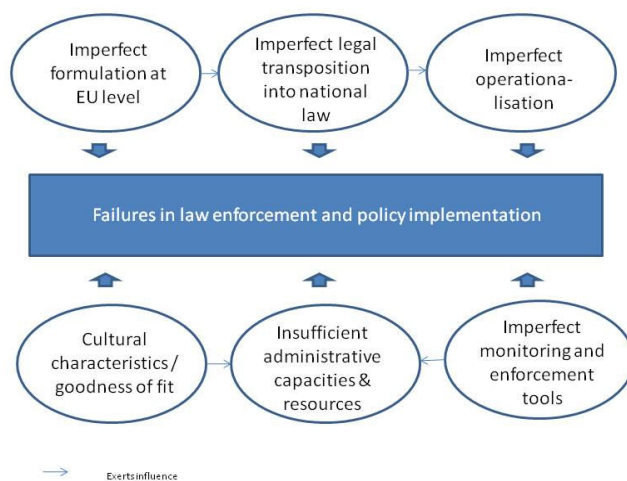 Imperfect
formulation at
EU level
Imperfect legal
transposition
into national
law
Imperfect
operationa-
lisation
Failures in law enforcement and policy implementation
Cultural
characteristics /
goodness of fit
Insufficient
administrative
capacities &
resources
Imperfect
monitoring and
enforcement
tools
Exerts influence